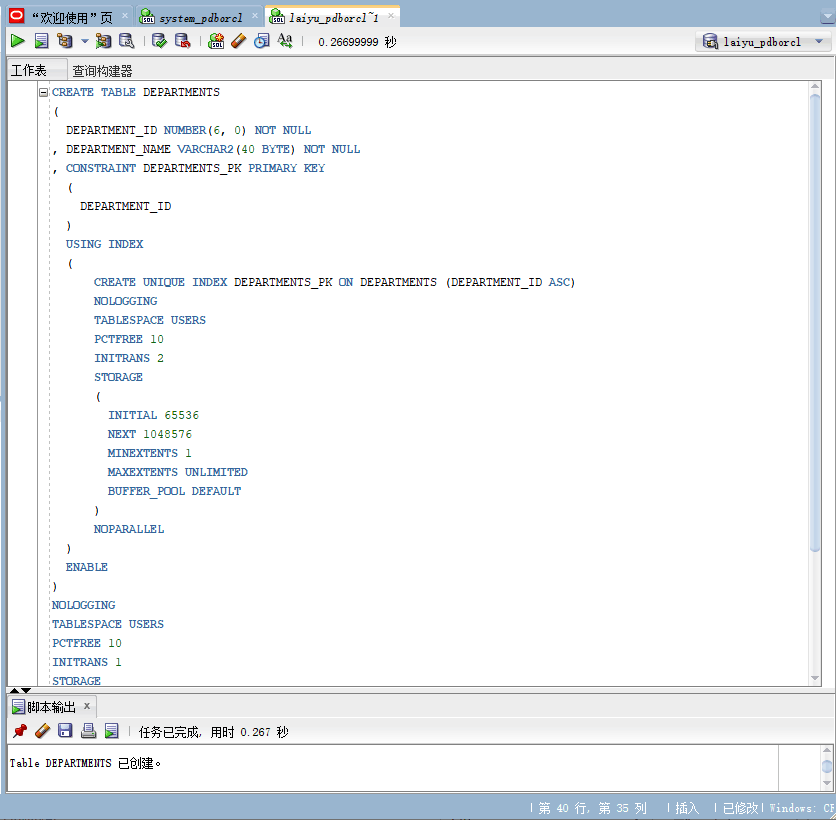 “欢迎使用”页 × system_pdborcl × laiyu_pdborcl~1 ×
0.26699999 秒 laiyu_pdborcl
工作表 查询构建器
CREATE TABLE DEPARTMENTS
(
DEPARTMENT_ID NUMBER(6, 0) NOT NULL
, DEPARTMENT_NAME VARCHAR2(40 BYTE) NOT NULL
, CONSTRAINT DEPARTMENTS_PK PRIMARY KEY
(
DEPARTMENT_ID
)
USING INDEX
(
CREATE UNIQUE INDEX DEPARTMENTS_PK ON DEPARTMENTS (DEPARTMENT_ID ASC)
NOLOGGING
TABLESPACE USERS
PCTFREE 10
INITRANS 2
STORAGE
(
INITIAL 65536
NEXT 1048576
MINEXTENTS 1
MAXEXTENTS UNLIMITED
BUFFER_POOL DEFAULT
)
NOPARALLEL
)
ENABLE
)
NOLOGGING
TABLESPACE USERS
PCTFREE 10
INITRANS 1
STORAGE
脚本输出 ×
任务已完成, 用时 0.267 秒
Table DEPARTMENTS 已创建。
第 40 行, 第 35 列 | 插入 | 已修改 | Windows: CR